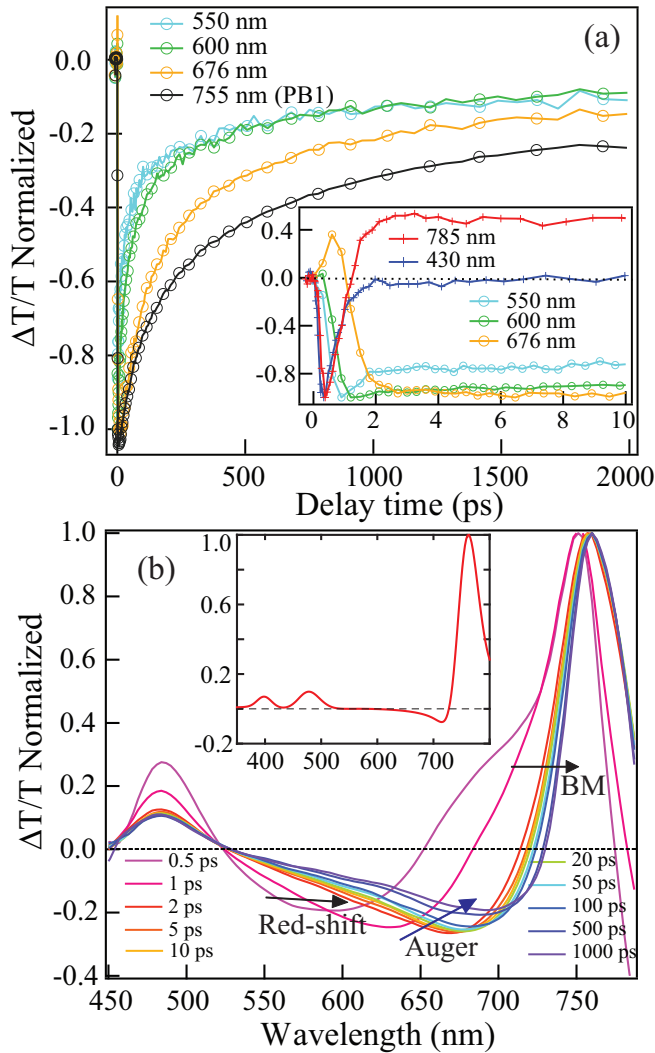 (a)
550 nm
600 nm
676 nm
755 nm (PB1)
ΔT/T Normalized
0.0
-0.2
-0.4
-0.6
-0.8
-1.0
0.4
0.0
-0.4
-0.8
785 nm
430 nm
550 nm
600 nm
676 nm
0 2 4 6 8 10
0 500 1000 1500 2000
Delay time (ps)
(b)
ΔT/T Normalized
1.0
0.8
0.6
0.4
0.2
0.0
-0.2
-0.4
1.0
0.8
0.4
0
-0.2
400 500 600 700
BM
Red-shift
Auger
0.5 ps
1 ps
2 ps
5 ps
10 ps
20 ps
50 ps
100 ps
500 ps
1000 ps
450 500 550 600 650 700 750
Wavelength (nm)